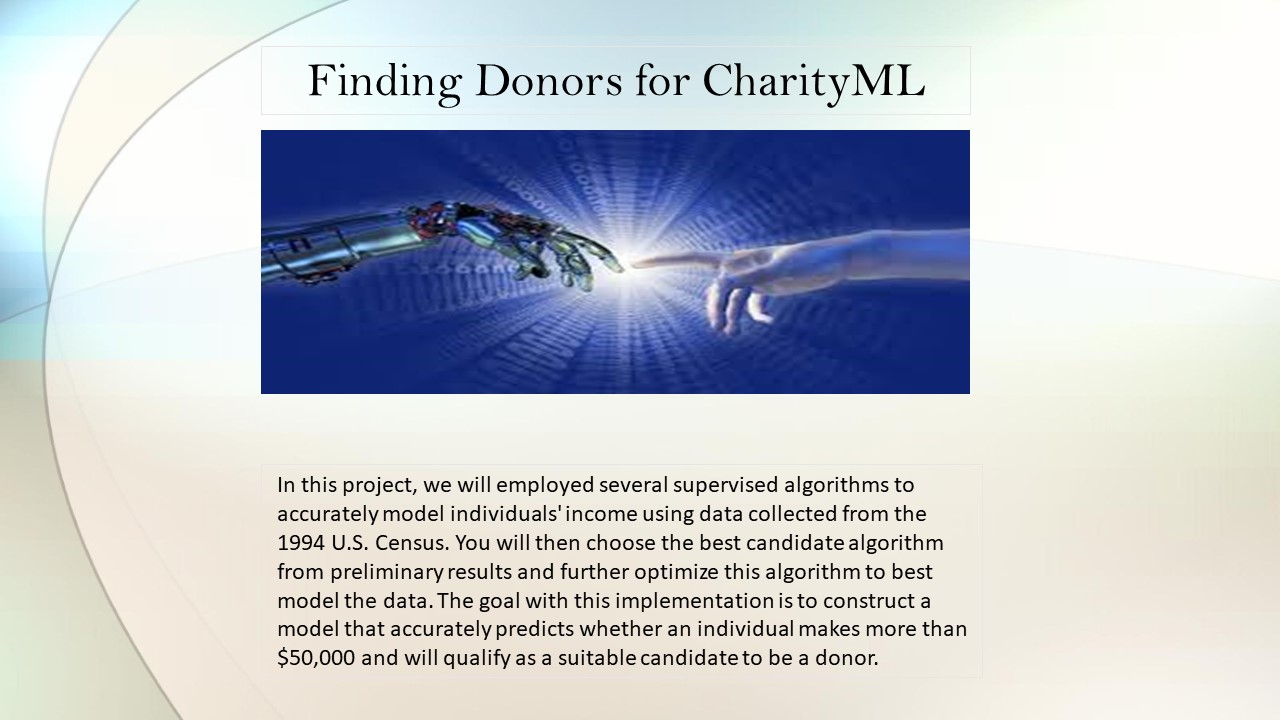 Finding Donors for CharityML
In this project, we will employed several supervised algorithms to
accurately model individuals' income using data collected from the
1994 U.S. Census. You will then choose the best candidate algorithm
from preliminary results and further optimize this algorithm to best
model the data. The goal with this implementation is to construct a
model that accurately predicts whether an individual makes more than
$50,000 and will qualify as a suitable candidate to be a donor.